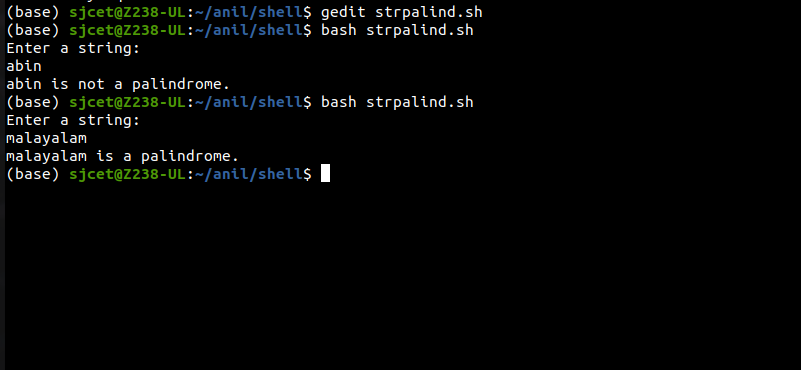 (base) sjcet@Z238-UL:~/anil/shell$ gedit strpalind.sh
(base) sjcet@Z238-UL:~/anil/shell$ bash strpalind.sh
Enter a string:
abin
abin is not a palindrome.
(base) sjcet@Z238-UL:~/anil/shell$ bash strpalind.sh
Enter a string:
malayalam
malayalam is a palindrome.
(base) sjcet@Z238-UL:~/anil/shell$